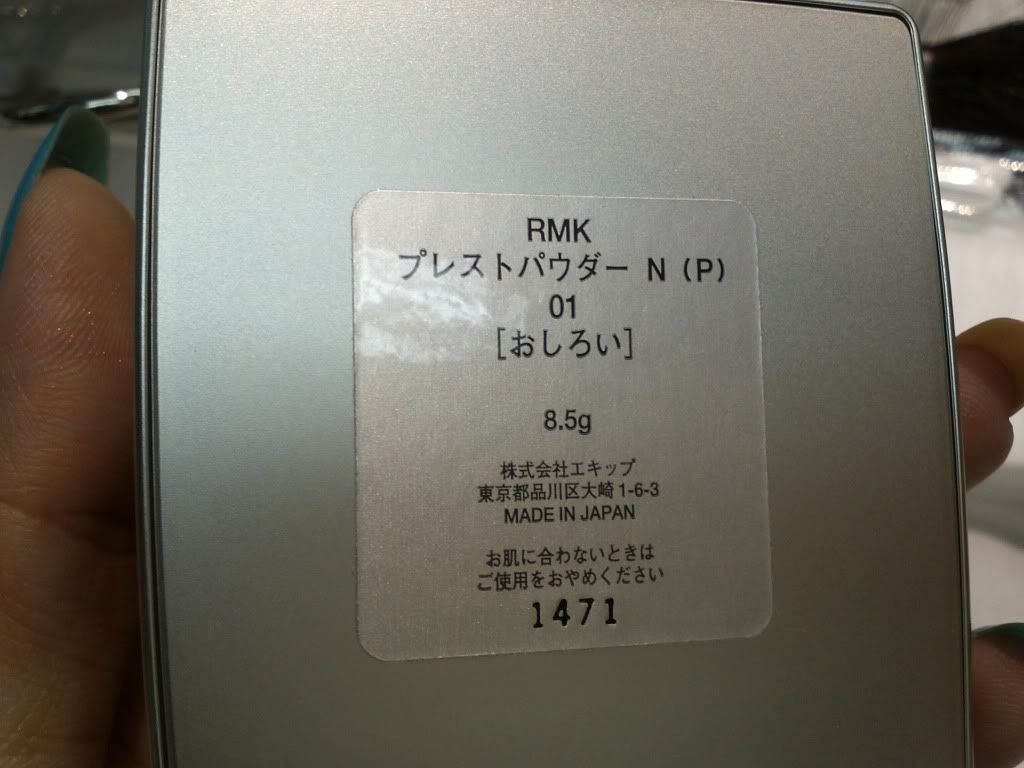 RMK
プレストパウダー N (P)
01
[おしろい]
8.5g
株式会社エキップ
東京都品川区大崎1-6-3
MADE IN JAPAN
お肌に合わないときは
ご使用をおやめください
1471